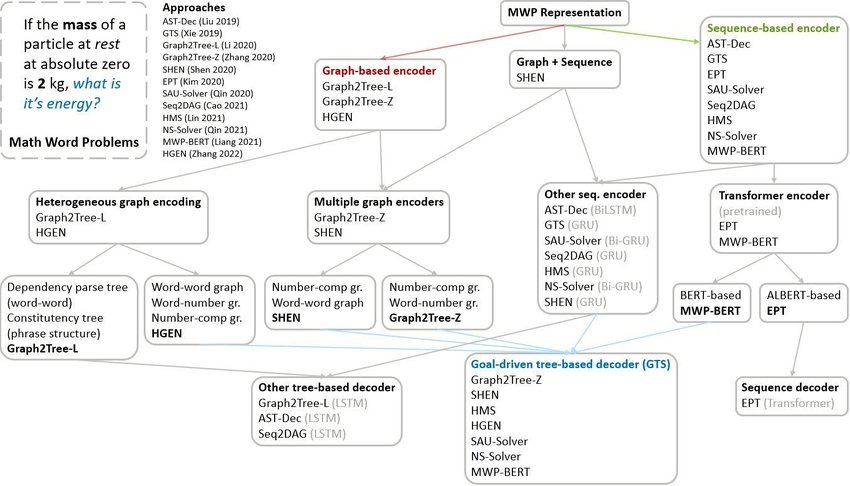 If the mass of a
particle at rest
at absolute zero
is 2 kg, what is
it's energy?
Math Word Problems
Approaches
AST-Dec (Liu 2019)
GTS (Xie 2019)
Graph2Tree-L (Li 2020)
Graph2Tree-Z (Zhang 2020)
SHEN (Shen 2020)
EPT (Kim 2020)
SAU-Solver (Qin 2020)
Seq2DAG (Cao 2021)
HMS (Lin 2021)
NS-Solver (Qin 2021)
MWP-BERT (Liang 2021)
HGEN (Zhang 2022)
MWP Representation
Graph-based encoder
Graph2Tree-L
Graph2Tree-Z
HGEN
Graph + Sequence
SHEN
Sequence-based encoder
AST-Dec
GTS
EPT
SAU-Solver
Seq2DAG
HMS
NS-Solver
MWP-BERT
Heterogeneous graph encoding
Graph2Tree-L
HGEN
Multiple graph encoders
Graph2Tree-Z
SHEN
Other seq. encoder
AST-Dec (BiLSTM)
GTS (GRU)
SAU-Solver (Bi-GRU)
Seq2DAG (GRU)
HMS (GRU)
NS-Solver (Bi-GRU)
SHEN (GRU)
Transformer encoder
(pretrained)
EPT
MWP-BERT
Dependency parse tree
(word-word)
Constitutency tree
(phrase structure)
Graph2Tree-L
Word-word graph
Word-number gr.
Number-comp gr.
HGEN
Number-comp gr.
Word-word graph
SHEN
Number-comp gr.
Word-number gr.
Graph2Tree-Z
BERT-based
MWP-BERT
ALBERT-based
EPT
Other tree-based decoder
Graph2Tree-L (LSTM)
AST-Dec (LSTM)
Seq2DAG (LSTM)
Goal-driven tree-based decoder (GTS)
Graph2Tree-Z
SHEN
HMS
HGEN
SAU-Solver
NS-Solver
MWP-BERT
Sequence decoder
EPT (Transformer)